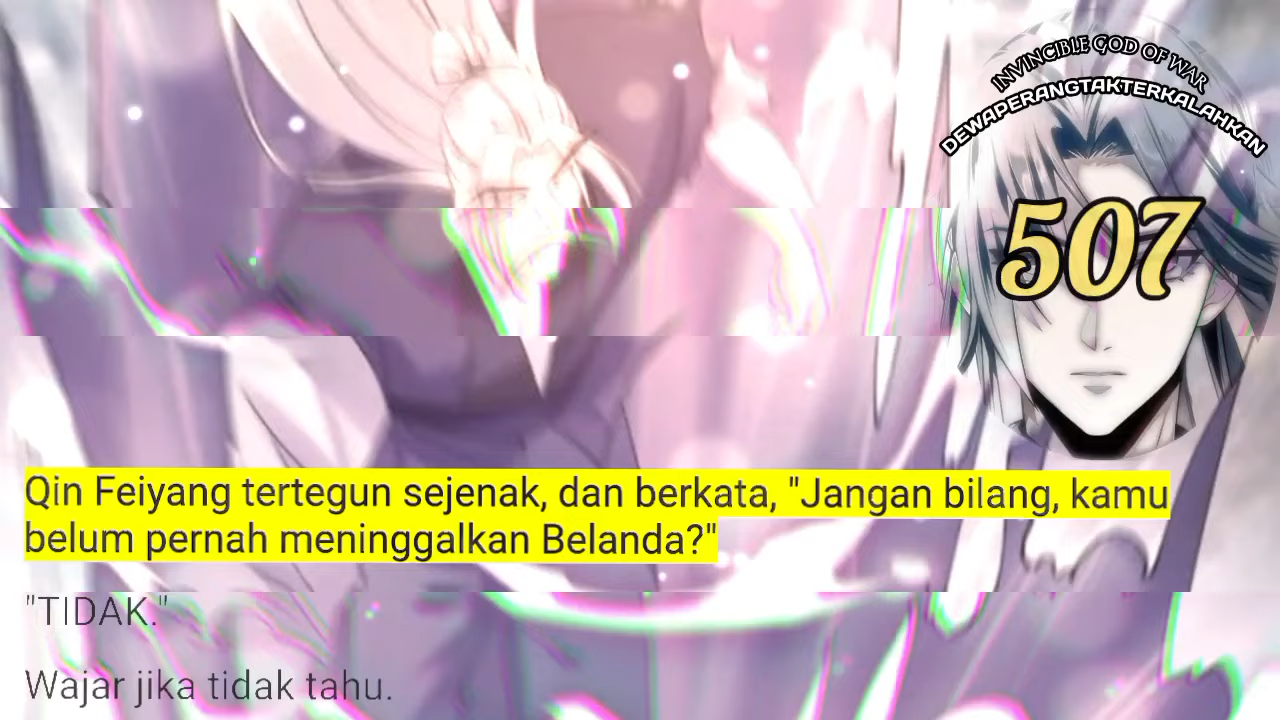 INVINCIBLE GOD OF WAR
DEWAPERANGTAKTERKALAHKAN
507
Qin Feiyang tertegun sejenak, dan berkata, "Jangan bilang, kamu
belum pernah meninggalkan Belanda?"
"TIDAK."
Wajar jika tidak tahu.